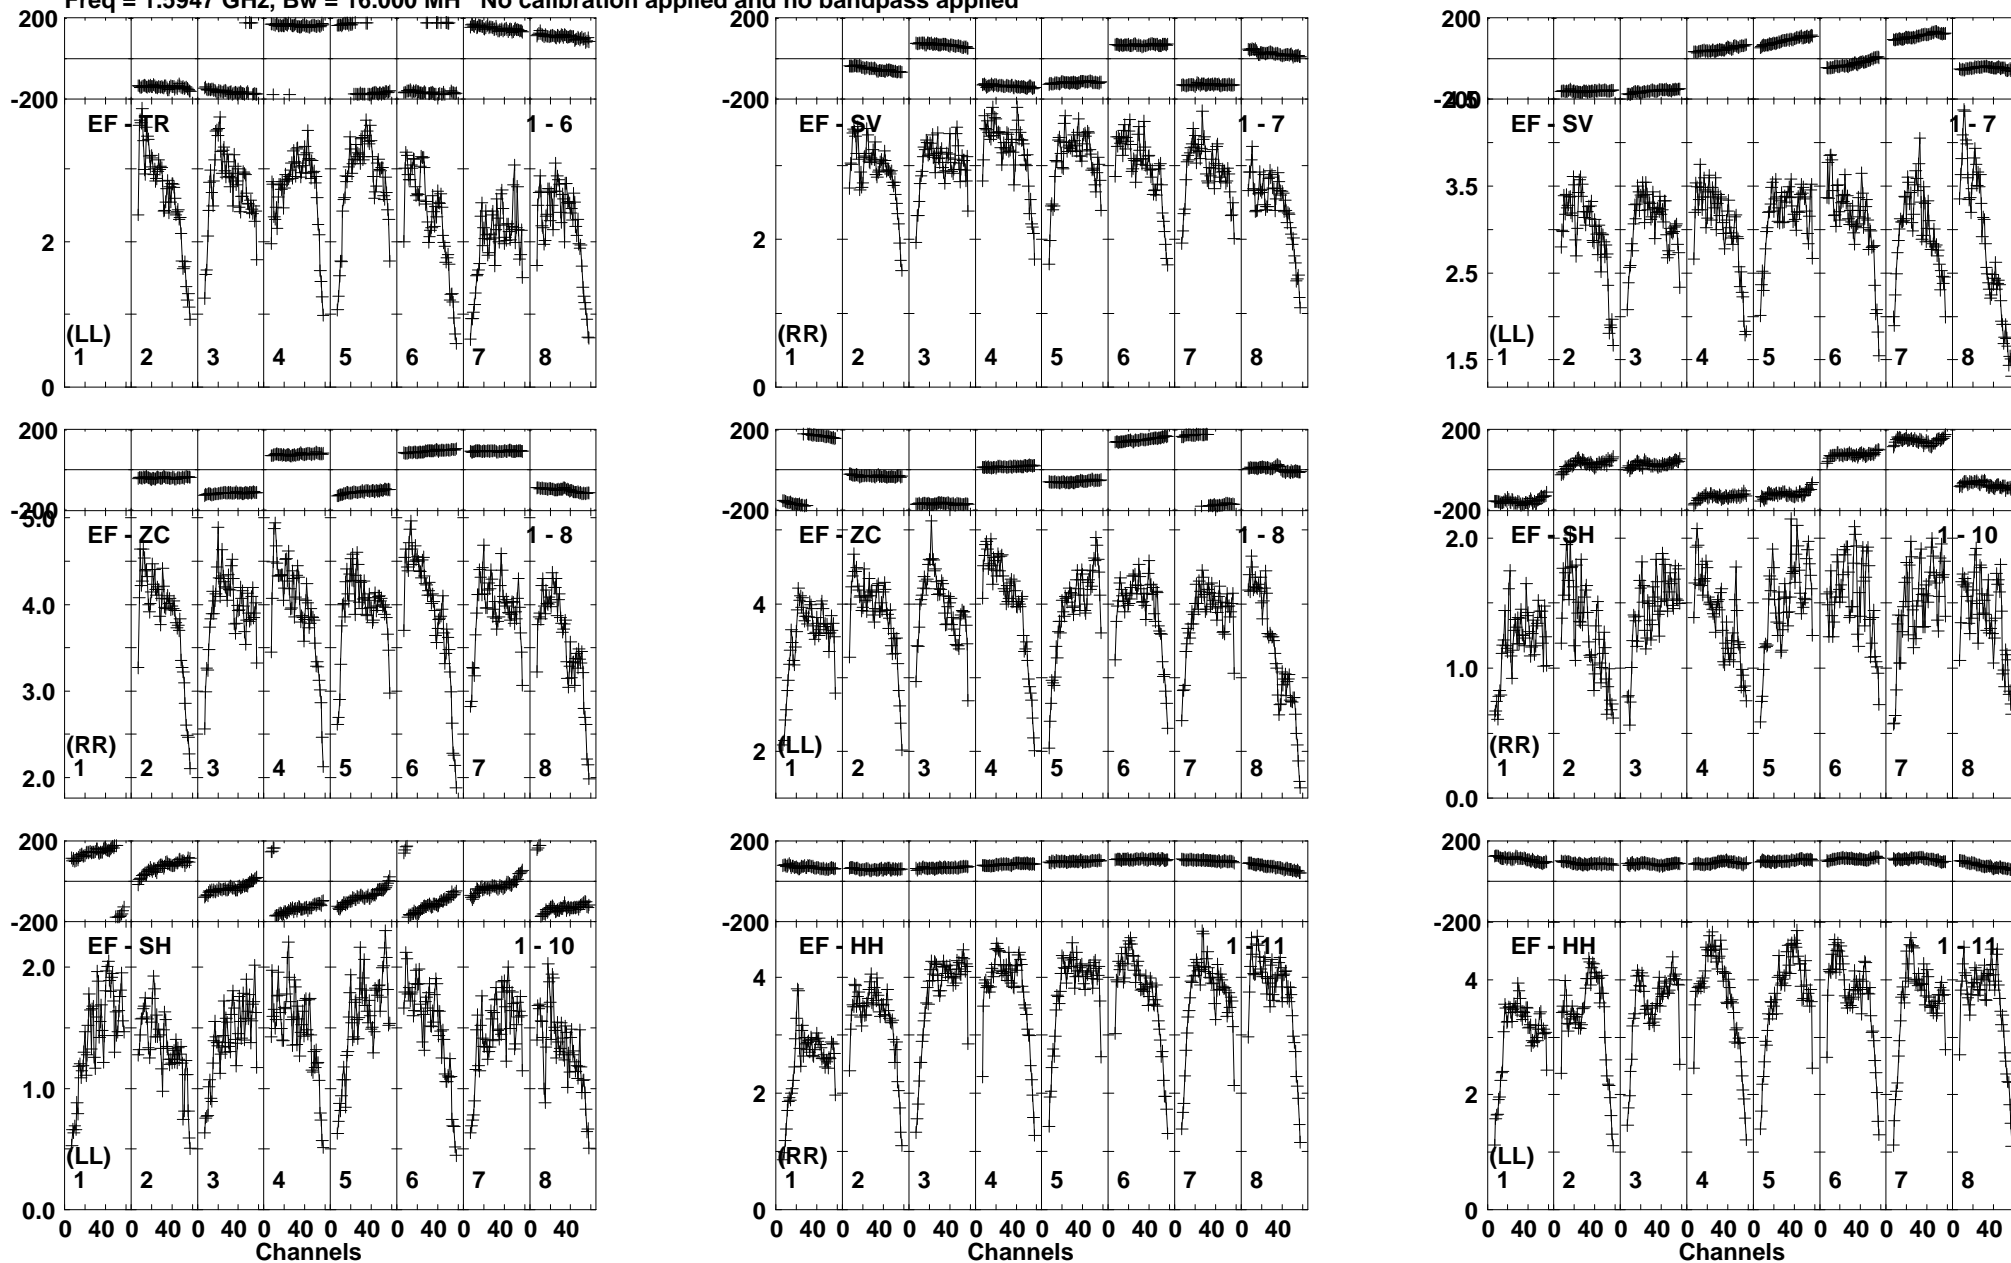 Freq = 1.5947 GHz, Bw = 16.000 MH No calibration applied and no bandpass applied
200 200 200
-200 -200 -200
4.5
EF - TR 1 - 6 EF - SV 1 - 7 EF - SV 1 - 7
3.5
2 2 2.5
(LL) (RR) (LL) 1.5
1 2 3 4 5 6 7 8 1 2 3 4 5 6 7 8 1 2 3 4 5 6 7 8
0 0
200 200 200
-200 -200 -200
5.0
EF - ZC 1 - 8 EF - ZC 1 - 8 EF - SH 1 - 10
2.0
4.0 4
3.0 1.0
(RR) (LL) (RR)
2
1 2 3 4 5 6 7 8 1 2 3 4 5 6 7 8 1 2 3 4 5 6 7 8
2.0 0.0
200 200 200
-200 -200 -200
EF - SH 1 - 10 EF - HH 1 - 11 EF - HH 1 - 11
2.0 4 4
1.0 2 2
(LL) (RR) (LL)
1 2 3 4 5 6 7 8 1 2 3 4 5 6 7 8 1 2 3 4 5 6 7 8
0.0 0 0
0 40 0 40 0 40 0 40 0 40 0 40 0 40 0 40 0 40 0 40 0 40 0 40 0 40 0 40 0 40 0 40 0 40 0 40 0 40 0 40 0 40 0 40 0 40 0 40
Channels Channels Channels